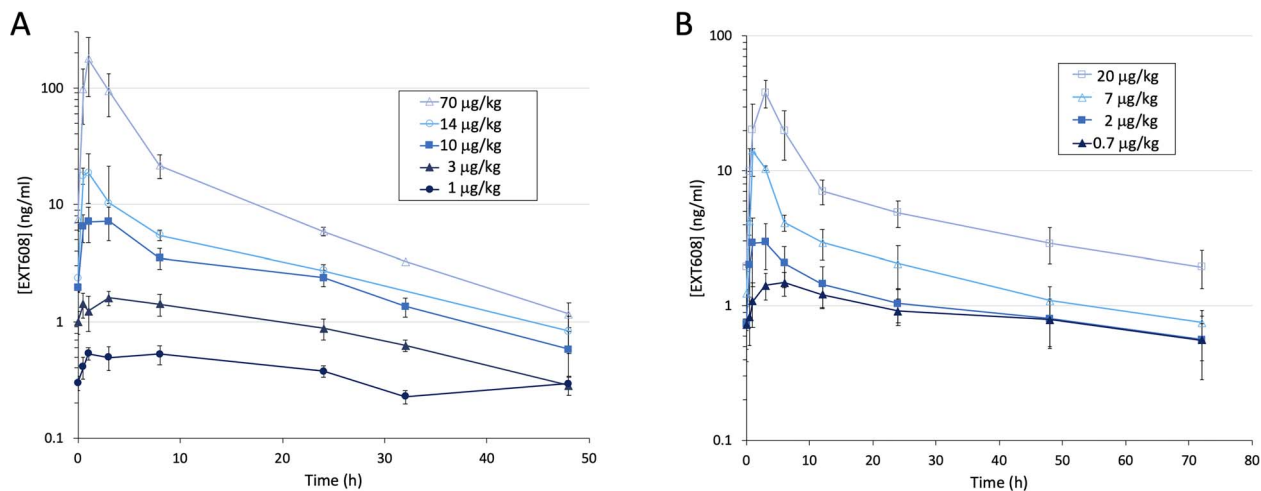 A
[EXT608] (ng/ml)
100
10
1
0.1
70 µg/kg
14 µg/kg
10 µg/kg
3 µg/kg
1 µg/kg
0 10 20 30 40 50
Time (h)
B
[EXT608] (ng/ml)
100
10
1
0.1
20 µg/kg
7 µg/kg
2 µg/kg
0.7 µg/kg
0 10 20 30 40 50 60 70 80
Time (h)